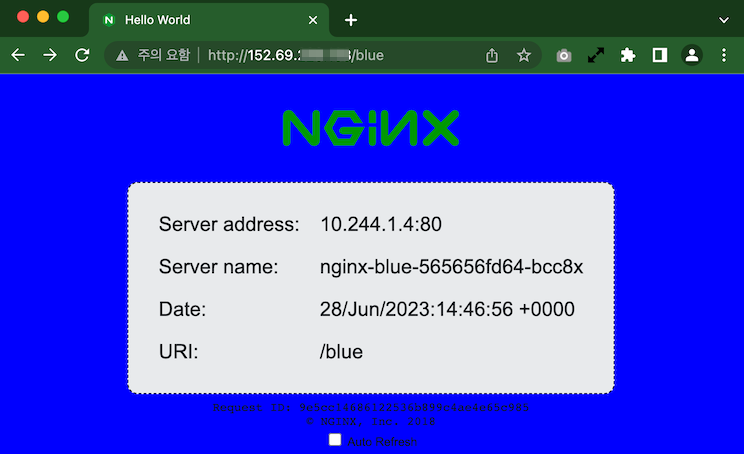 Hello World
주의 요함 http://152.69.2 /blue
NGINX
Server address: 10.244.1.4:80
Server name: nginx-blue-565656fd64-bcc8x
Date: 28/Jun/2023:14:46:56 +0000
URI: /blue
Request ID:
© NGINX, Inc. 2018
Auto Refresh